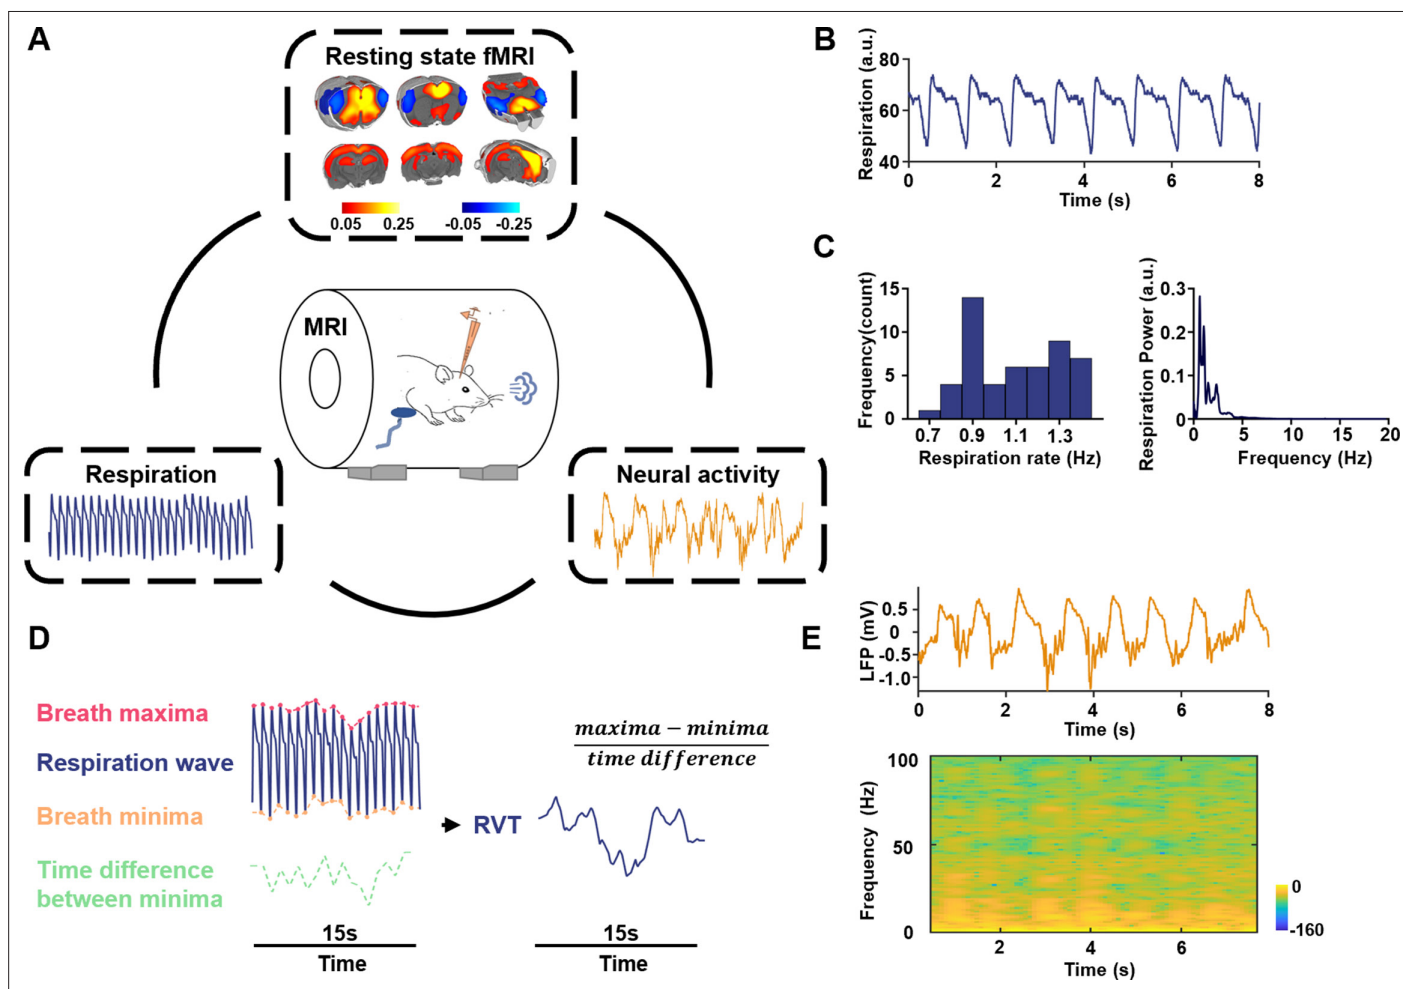 A
Resting state fMRI
0.05 0.25 -0.05 -0.25
MRI
Respiration
Neural activity
B
Respiration (a.u.)
80
60
40
0 2 4 6 8
Time (s)
C
Frequency(count)
15
10
5
0
0.7 0.9 1.1 1.3
Respiration rate (Hz)
Respiration Power (a.u.)
0.3
0.2
0.1
0
0 5 10 15 20
Frequency (Hz)
D
Breath maxima
Respiration wave
Breath minima
Time difference
between minima
15s
Time
maxima − minima
time difference
RVT
15s
Time
E
LFP (mV)
0.5
0
-0.5
-1.0
0 2 4 6 8
Time (s)
Frequency (Hz)
100
50
0
2 4 6
Time (s)
0
-160